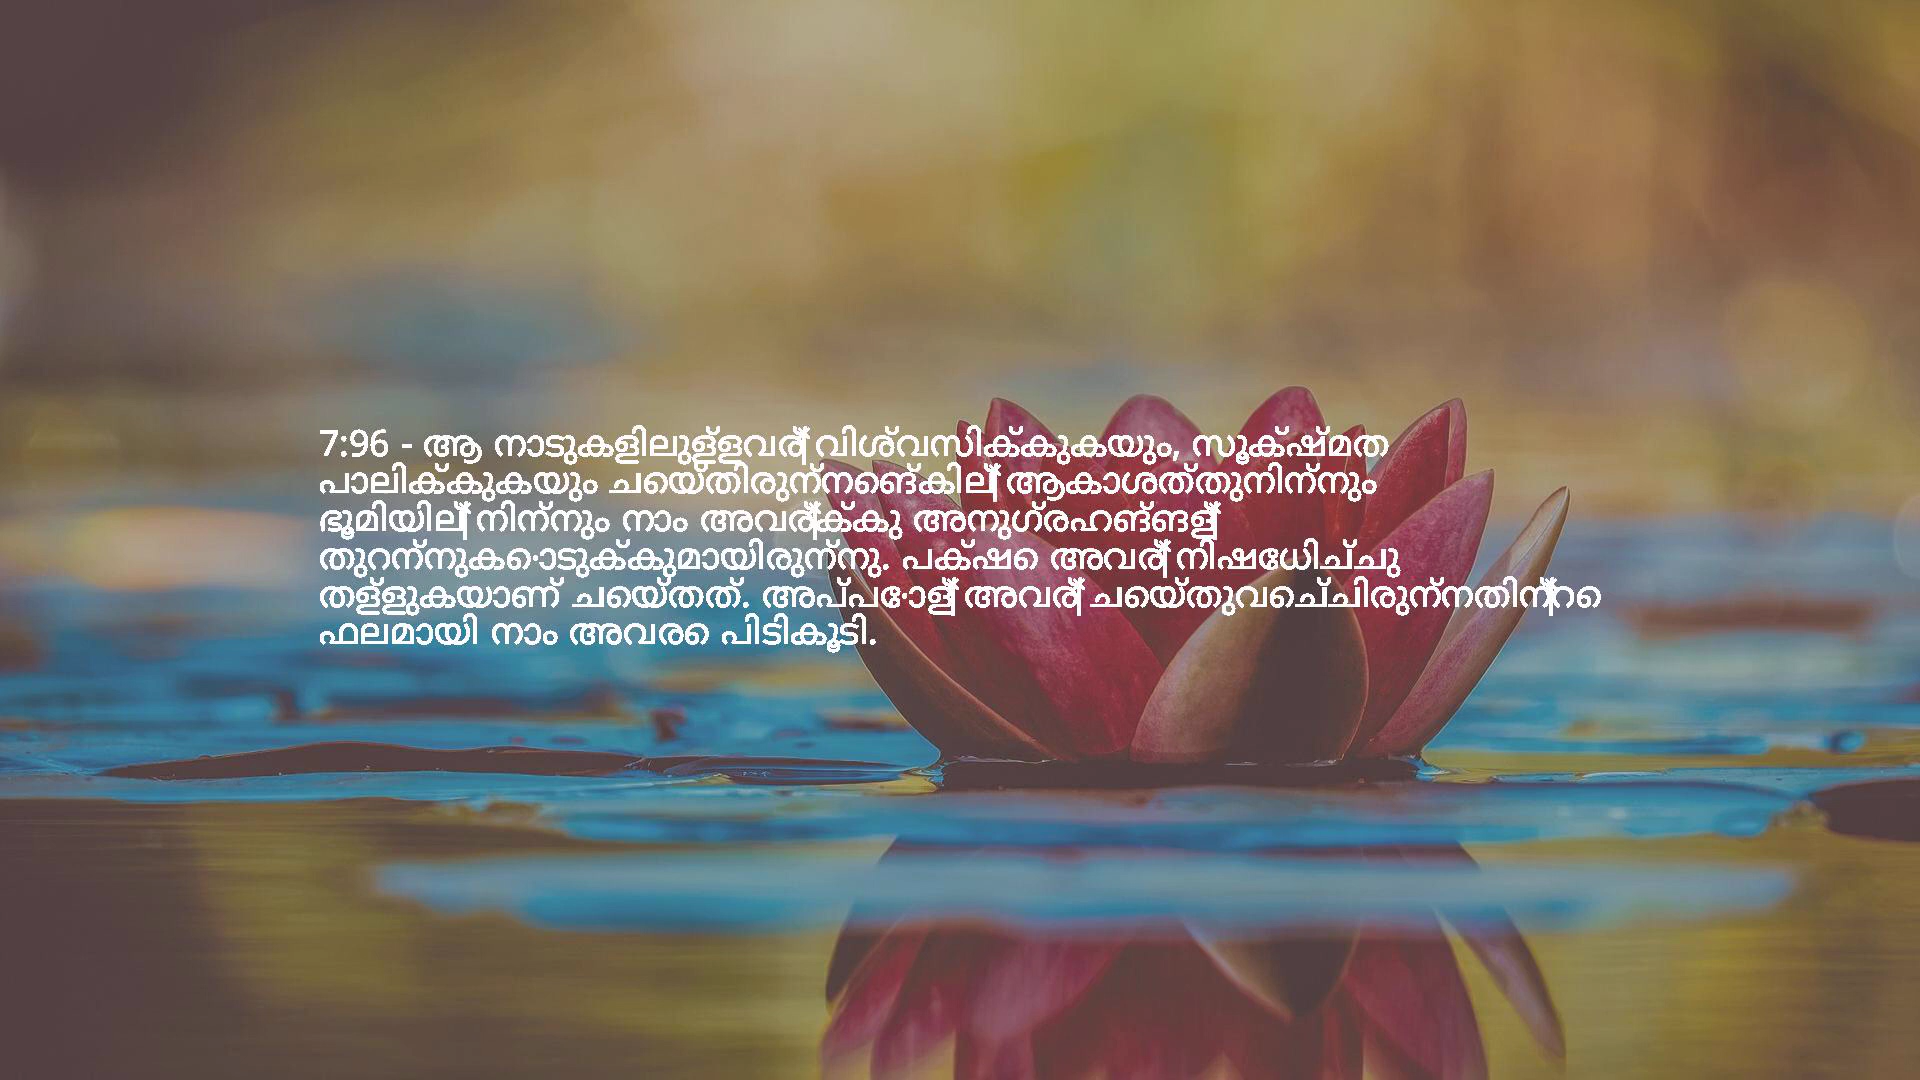 7:96 - ആ നാടുകളിലുള്ളവര്‍ വിശ്വസിക്കുകയും, സൂക്ഷ്മത
പാലിക്കുകയും ചെയ്തിരുന്നെങ്കില്‍ ആകാശത്തുനിന്നും
ഭൂമിയില്‍ നിന്നും നാം അവര്‍ക്കു അനുഗ്രഹങ്ങള്‍
തുറന്നുകൊടുക്കുമായിരുന്നു. പക്ഷെ അവര്‍ നിഷേധിച്ചു
തള്ളുകയാണ് ചെയ്തത്. അപ്പോള്‍ അവര്‍ ചെയ്തുവെച്ചിരുന്നതിന്‍റെ
ഫലമായി നാം അവരെ പിടികൂടി.